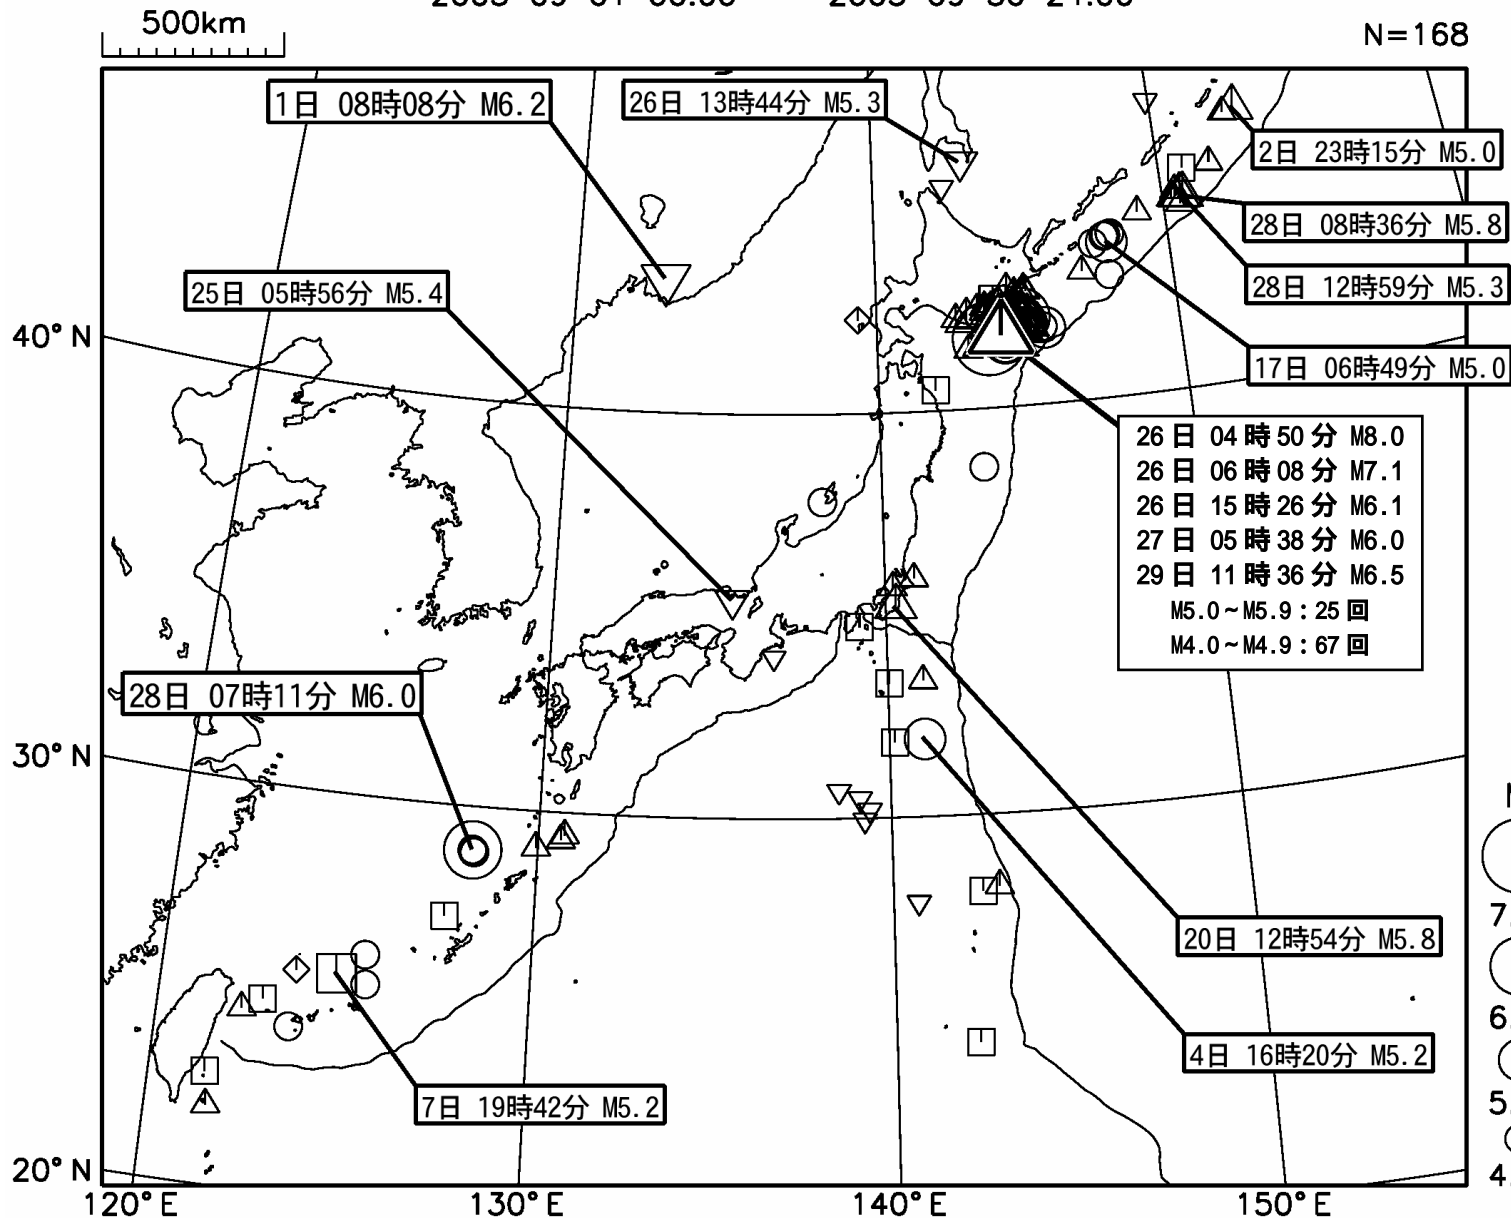 500km
N=168
1日 08時08分 M6.2
26日 13時44分 M5.3
2日 23時15分 M5.0
28日 08時36分 M5.8
28日 12時59分 M5.3
25日 05時56分 M5.4
17日 06時49分 M5.0
40°N
26日 04時50分 M8.0
26日 06時08分 M7.1
26日 15時26分 M6.1
27日 05時38分 M6.0
29日 11時36分 M6.5
M5.0~M5.9:25回
M4.0~M4.9:67回
28日 07時11分 M6.0
30°N
7.
20日 12時54分 M5.8
6.
4日 16時20分 M5.2
5.
7日 19時42分 M5.2
4.
20°N
120°E
130°E
140°E
150°E